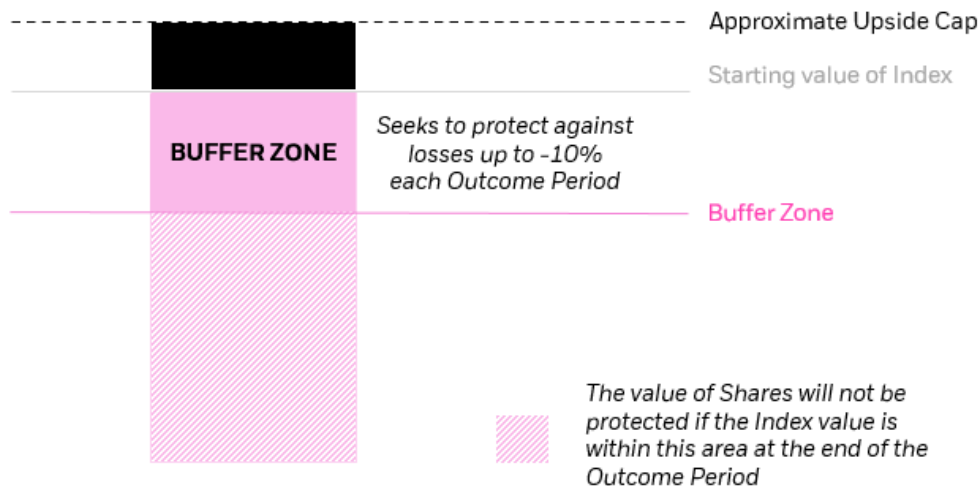 Approximate Upside Cap
Starting value of Index
BUFFER ZONE
Seeks to protect against
losses up to -10%
each Outcome Period
Buffer Zone
The value of Shares will not be
protected if the Index value is
within this area at the end of the
Outcome Period